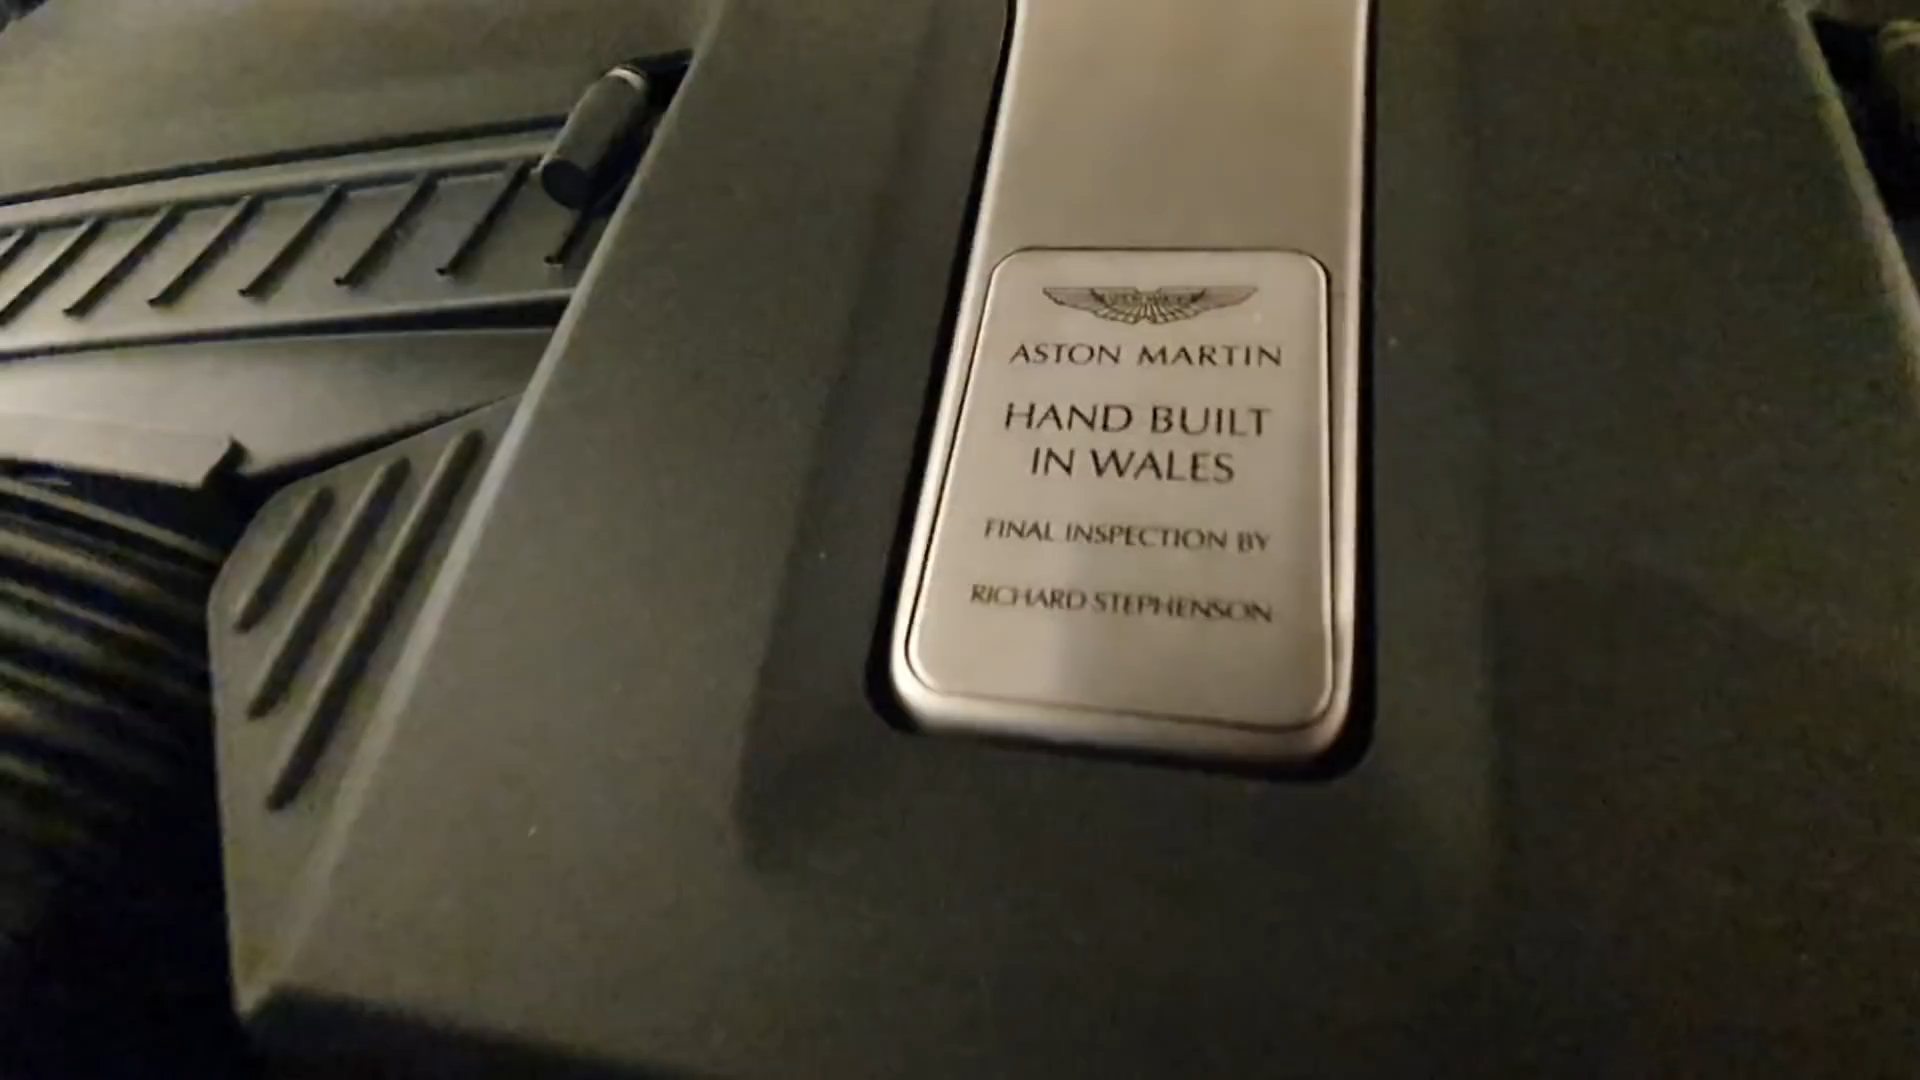 ASTON MARTIN
HAND BUILT
IN WALES
FINAL INSPECTION BY
RICHARD STEPHENSON